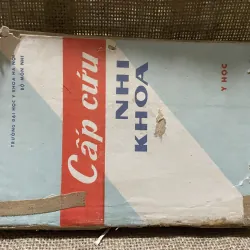 TRƯỜNG ĐẠI HỌC Y KHOA HÀ NỘI
BỘ MÔN NHI
Cấp cứu
NHI
KHOA
Y HỌC